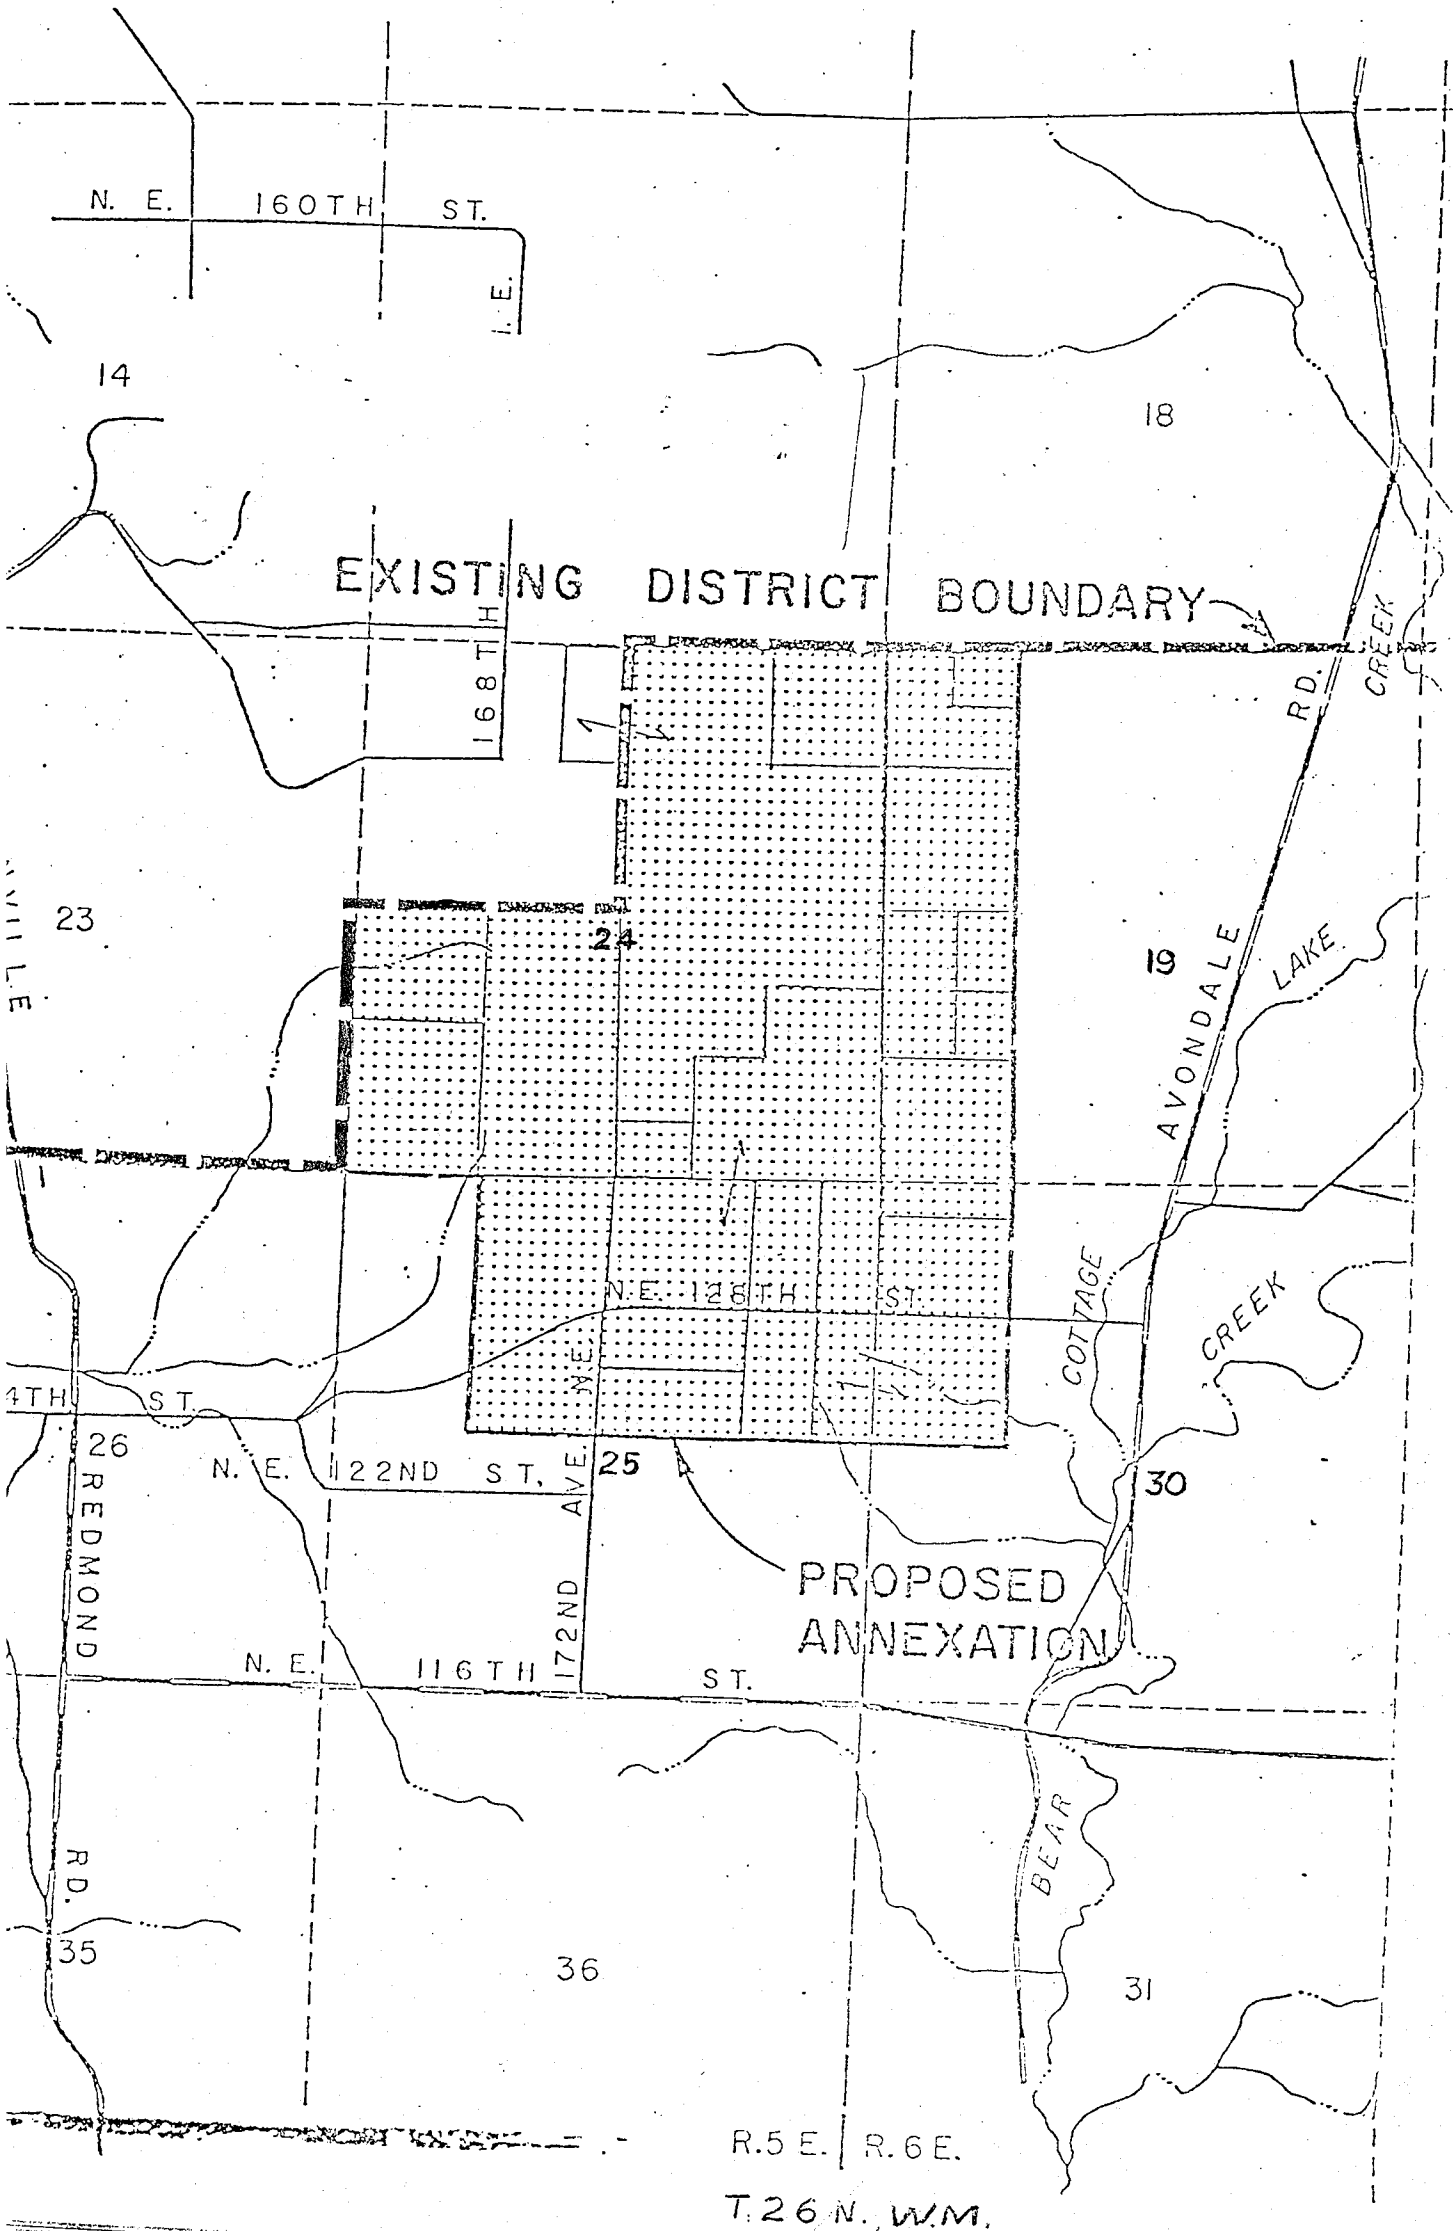 N. E. 160TH ST.
14
18
EXISTING DISTRICT BOUNDARY
168TH
CREEK
RD.
23
24
19
LAKE
AVONDALE
COTTAGE
CREEK
N.E. 128TH ST.
4TH ST.
26
N. E. 122ND ST.
25
30
172ND AVE. NE.
REDMOND
PROPOSED
ANNEXATION
N. E. 116TH ST.
BEAR
RD.
35
36
31
R.5 E. R.6 E.
T.26 N., W.M.